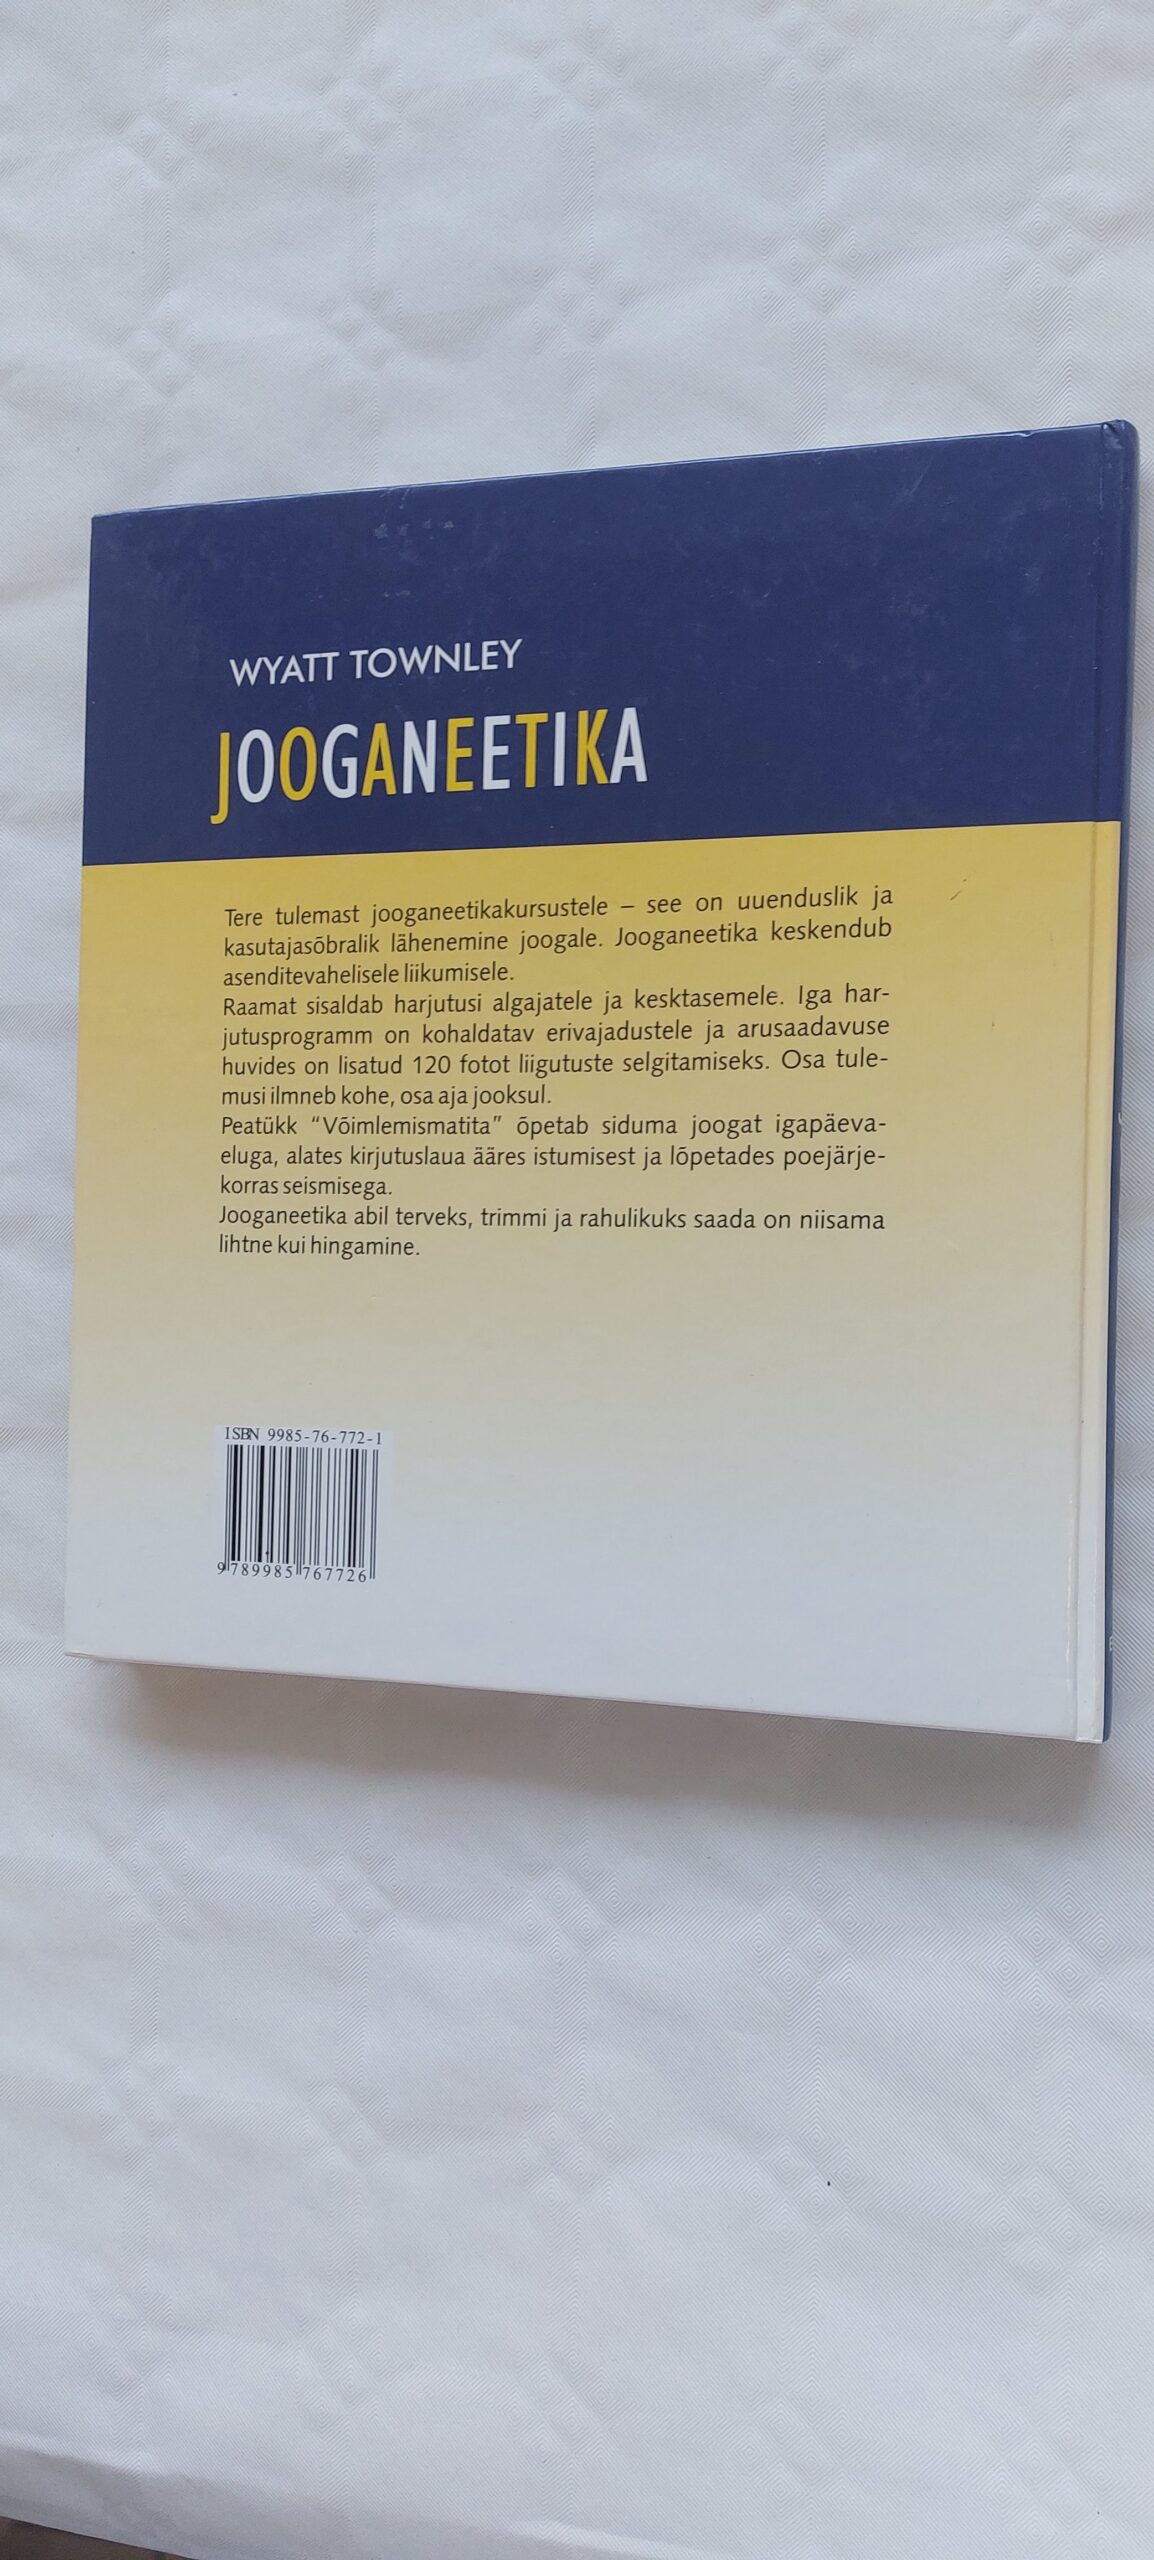 WYATT TOWNLEY
JOOGANEETIKA
Tere tulemast jooganeetikakursustele – see on uuenduslik ja
kasutajasõbralik lähenemine joogale. Jooganeetika keskendub
asenditevahelisele liikumisele.
Raamat sisaldab harjutusi algajatele ja kesktasemele. Iga har-
jutusprogramm on kohaldatav erivajadustele ja arusaadavuse
huvides on lisatud 120 fotot liigutuste selgitamiseks. Osa tule-
musi ilmneb kohe, osa aja jooksul.
Peatükk “Võimlemismatita” õpetab siduma joogat igapäeva-
eluga, alates kirjutuslaua ääres istumisest ja lõpetades poejärje-
korras seismisega.
Jooganeetika abil terveks, trimmi ja rahulikuks saada on niisama
lihtne kui hingamine.
ISBN 9985-76-772-1
9789985767726